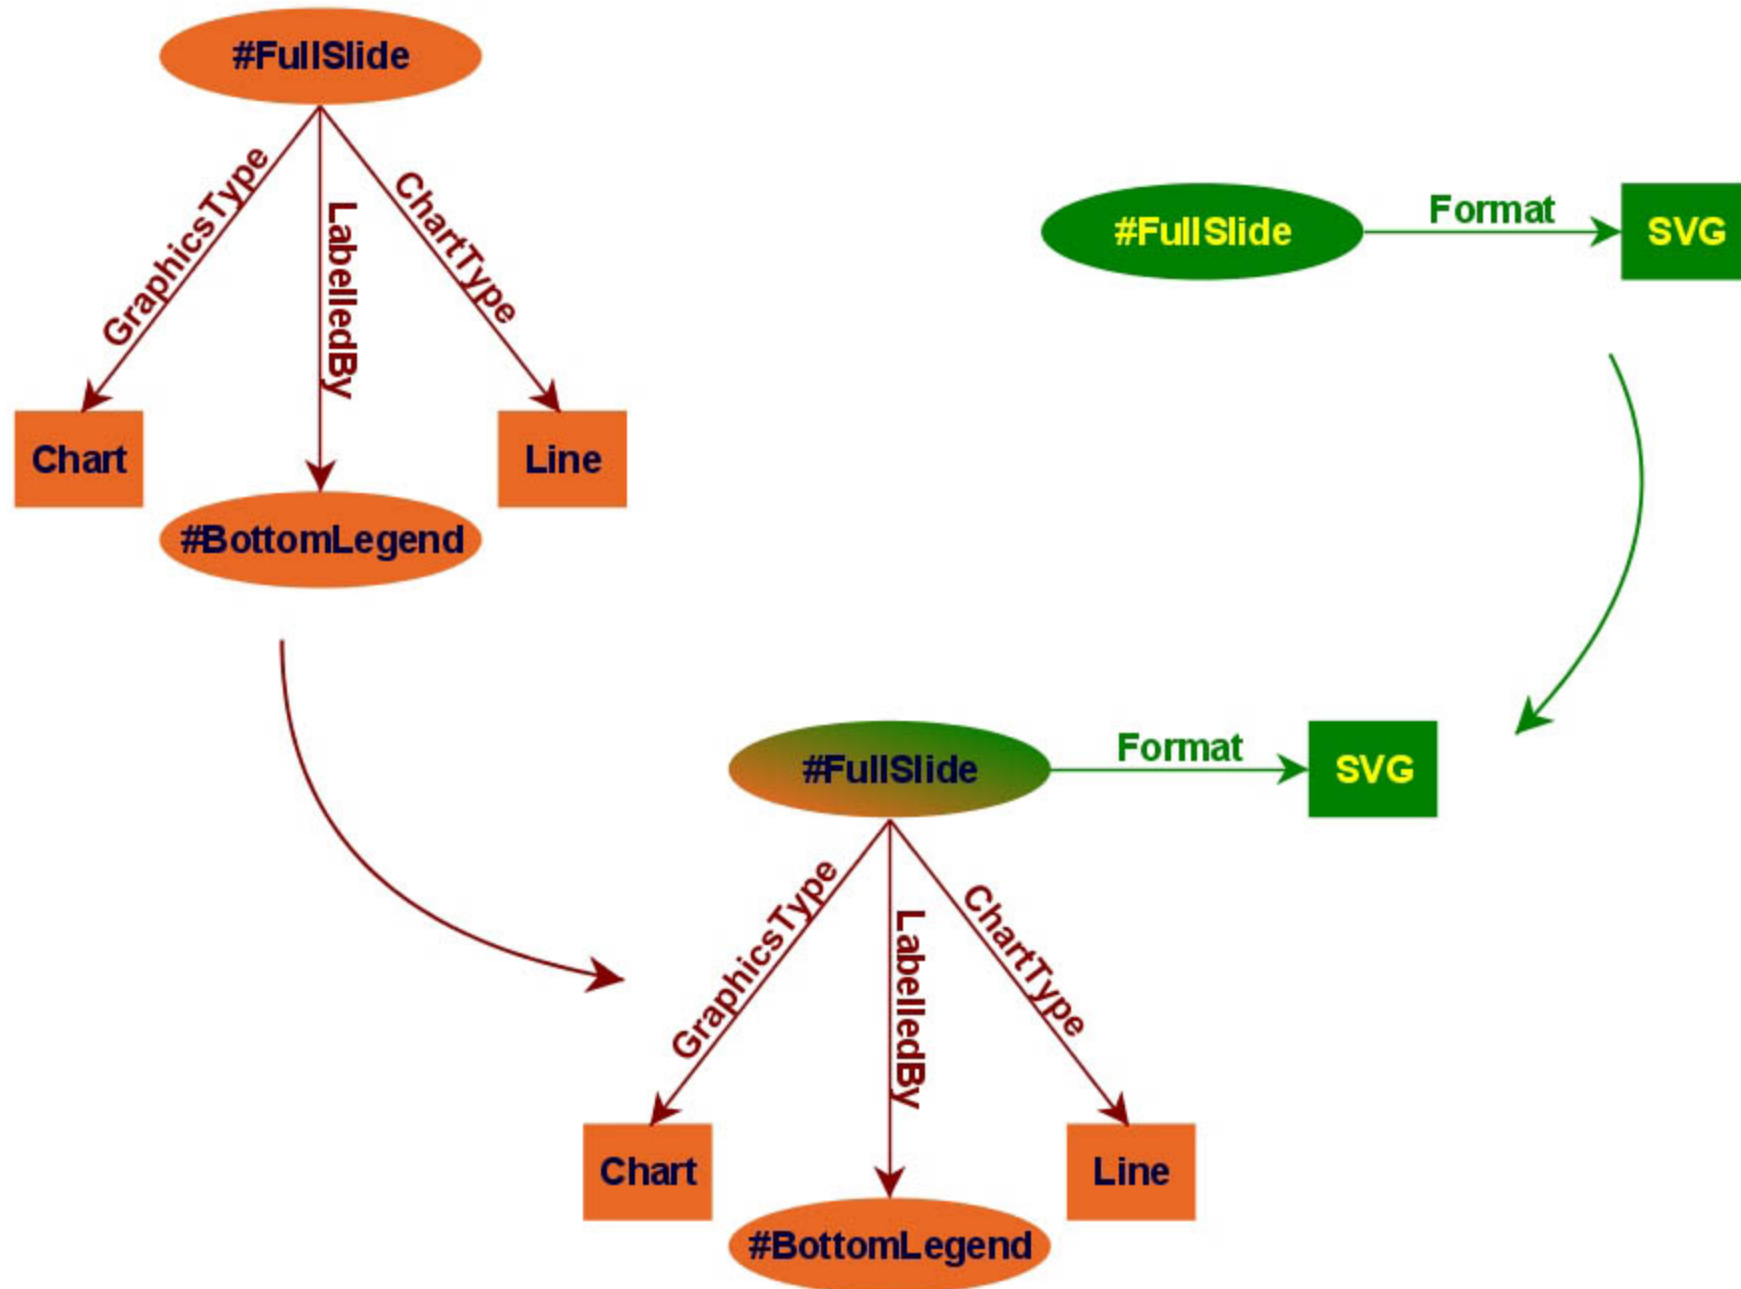 #FullSlide
GraphicsType
LabelledBy
ChartType
Chart
Line
#BottomLegend
#FullSlide
Format
SVG
#FullSlide
Format
SVG
GraphicsType
LabelledBy
ChartType
Chart
Line
#BottomLegend